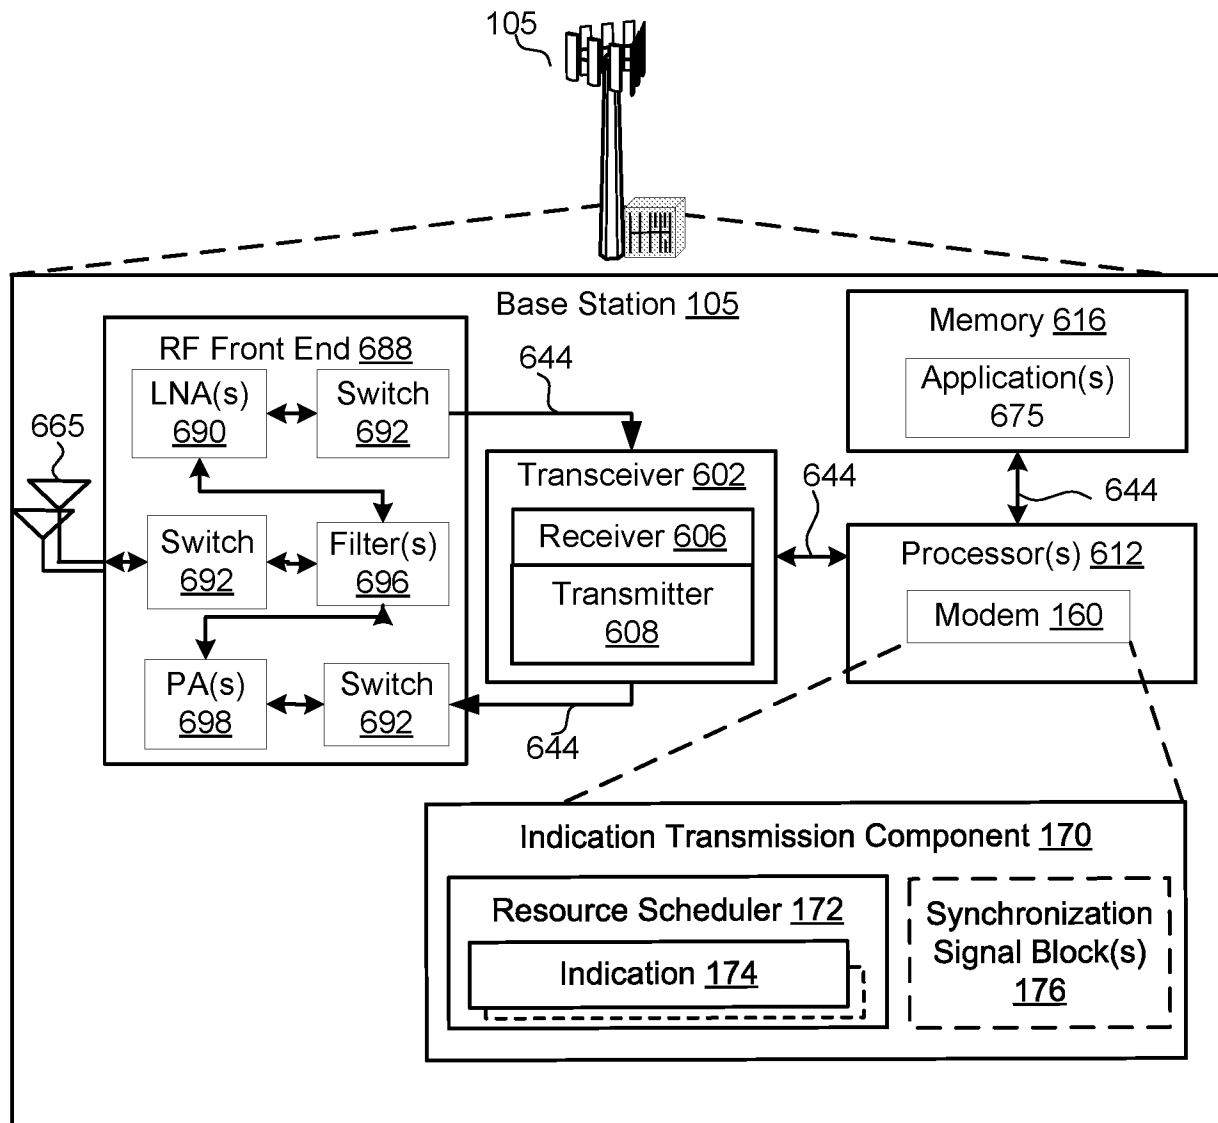 105
Base Station 105
RF Front End 688
LNA(s)
690
Switch
692
644
665
Switch
692
Filter(s)
696
PA(s)
698
Switch
692
644
Transceiver 602
Receiver 606
Transmitter
608
644
Memory 616
Application(s)
675
644
Processor(s) 612
Modem 160
Indication Transmission Component 170
Resource Scheduler 172
Indication 174
Synchronization
Signal Block(s)
176